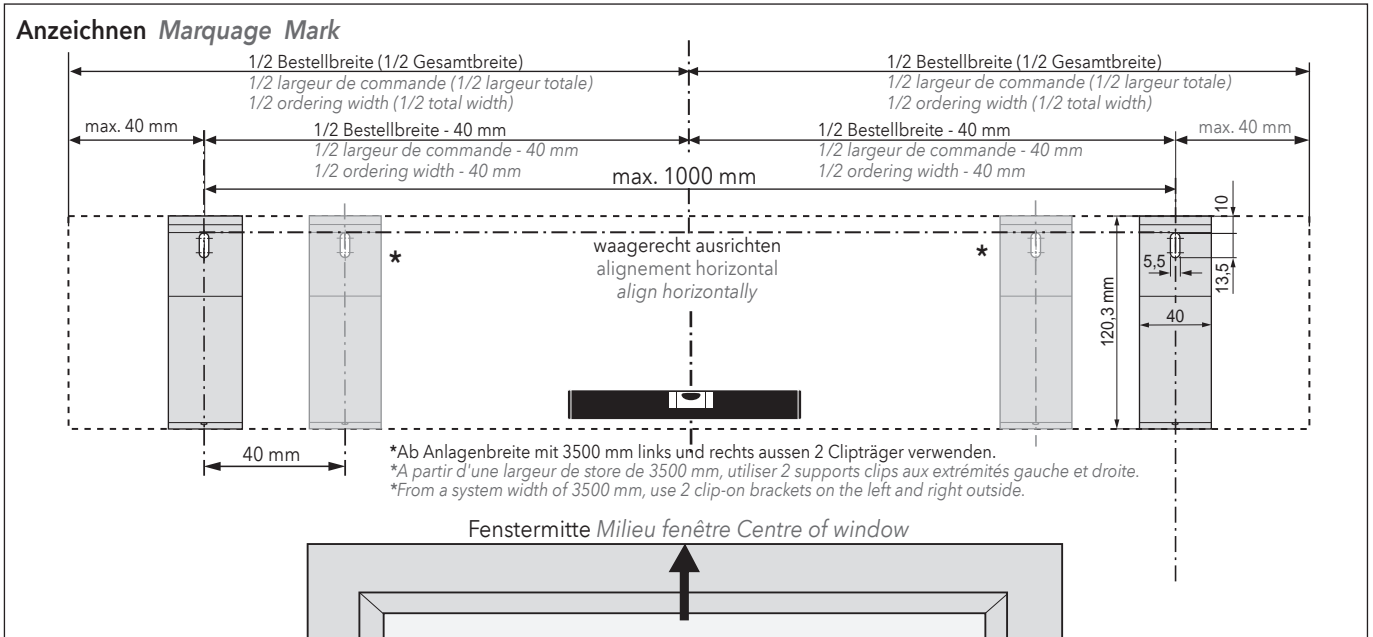 Anzeichnen Marquage Mark
1/2 Bestellbreite (1/2 Gesamtbreite)
1/2 largeur de commande (1/2 largeur totale)
1/2 ordering width (1/2 total width)
1/2 Bestellbreite (1/2 Gesamtbreite)
1/2 largeur de commande (1/2 largeur totale)
1/2 ordering width (1/2 total width)
max. 40 mm
1/2 Bestellbreite - 40 mm
1/2 largeur de commande - 40 mm
1/2 ordering width - 40 mm
1/2 Bestellbreite - 40 mm
1/2 largeur de commande - 40 mm
1/2 ordering width - 40 mm
max. 40 mm
max. 1000 mm
10
*
waagerecht ausrichten
alignement horizontal
align horizontally
*
5,5
13,5
120,3 mm
40
40 mm
*Ab Anlagenbreite mit 3500 mm links und rechts aussen 2 Clipträger verwenden.
*A partir d'une largeur de store de 3500 mm, utiliser 2 supports clips aux extrémités gauche et droite.
*From a system width of 3500 mm, use 2 clip-on brackets on the left and right outside.
Fenstermitte Milieu fenêtre Centre of window